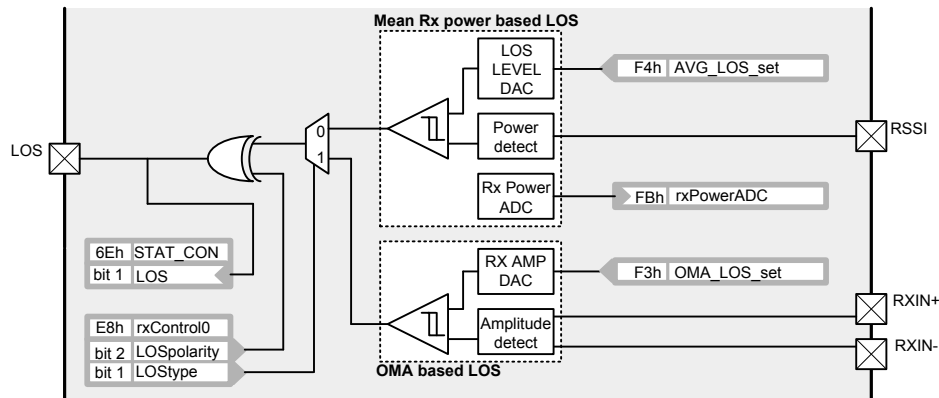 Mean Rx power based LOS
LOS
LEVEL
DAC
F4h AVG_LOS_set
Power
detect
RSSI
LOS
0
1
Rx Power
ADC
FBh rxPowerADC
6Eh STAT_CON
bit 1 LOS
RX AMP
DAC
F3h OMA_LOS_set
E8h rxControl0
bit 2 LOSpolarity
bit 1 LOStype
Amplitude
detect
RXIN+
RXIN-
OMA based LOS